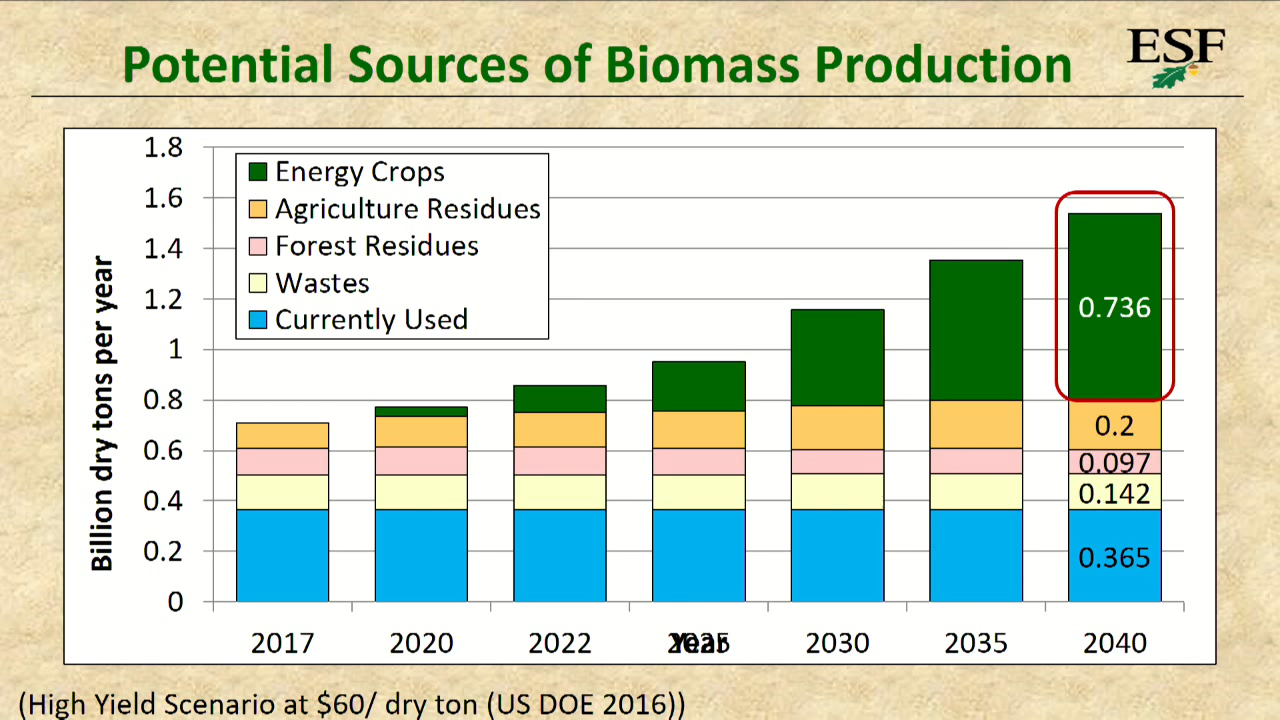 Potential Sources of Biomass Production
ESF
Energy Crops
Agriculture Residues
Forest Residues
Wastes
Currently Used
Billion dry tons per year
1.8
1.6
1.4
1.2
1
0.8
0.6
0.4
0.2
0
0.736
0.2
0.097
0.142
0.365
2017 2020 2022 2025 2030 2035 2040
Year
(High Yield Scenario at $60/ dry ton (US DOE 2016))